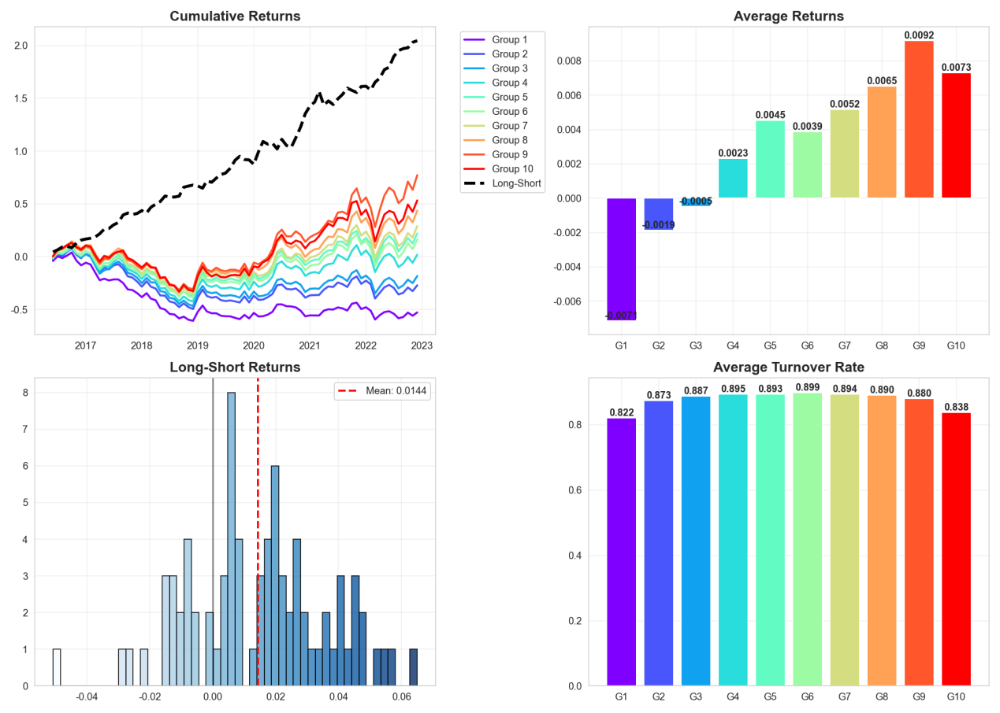 Cumulative Returns
2.0
1.5
1.0
0.5
0.0
-0.5
2017 2018 2019 2020 2021 2022 2023
Group 1
Group 2
Group 3
Group 4
Group 5
Group 6
Group 7
Group 8
Group 9
Group 10
Long-Short
Average Returns
0.008
0.006
0.004
0.002
0.000
-0.002
-0.004
-0.006
-0.0071
-0.0019
-0.0005
0.0023
0.0045
0.0039
0.0052
0.0065
0.0092
0.0073
G1 G2 G3 G4 G5 G6 G7 G8 G9 G10
Long-Short Returns
Mean: 0.0144
8
7
6
5
4
3
2
1
0
-0.04 -0.02 0.00 0.02 0.04 0.06
Average Turnover Rate
0.8
0.6
0.4
0.2
0.0
0.822 0.873 0.887 0.895 0.893 0.899 0.894 0.890 0.880 0.838
G1 G2 G3 G4 G5 G6 G7 G8 G9 G10